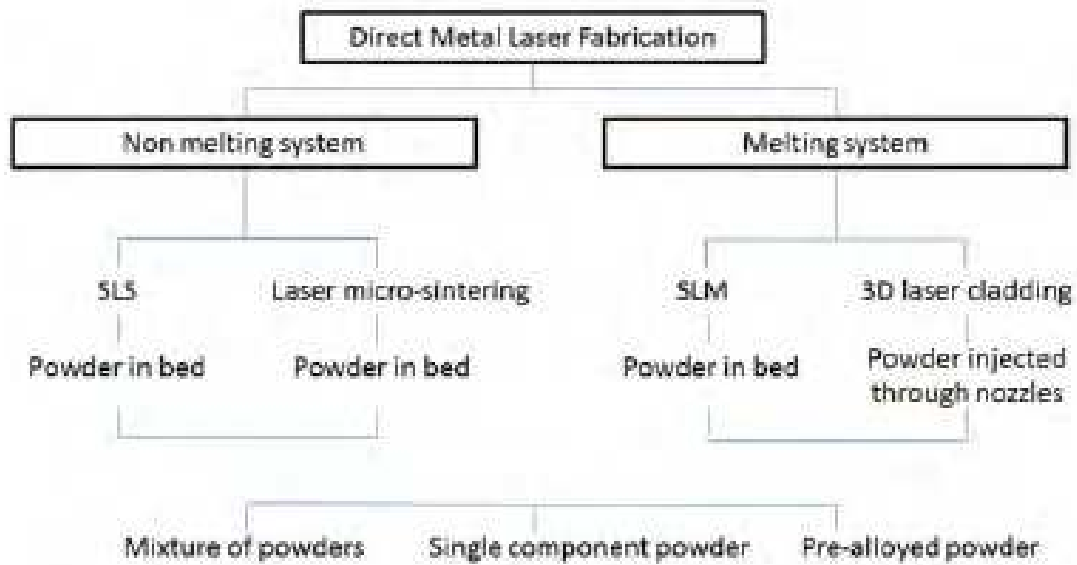 Direct Metal Laser Fabrication
Non melting system
Melting system
SLS
Laser micro-sintering
SLM
3D laser cladding
Powder in bed
Powder in bed
Powder in bed
Powder injected
through nozzles
Mixture of powders
Single component powder
Pre-alloyed powder